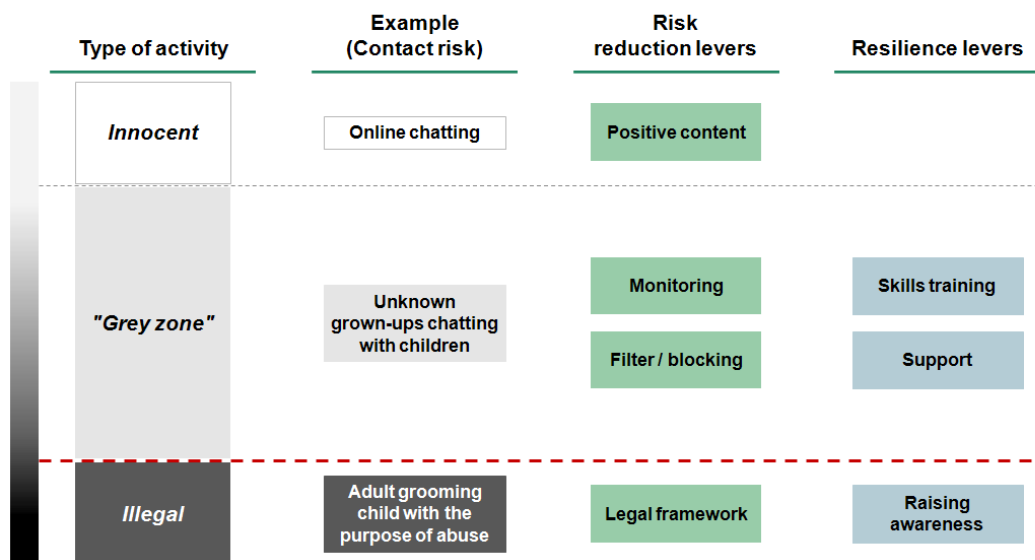 Type of activity
Example
(Contact risk)
Risk
reduction levers
Resilience levers
Innocent
Online chatting
Positive content
"Grey zone"
Unknown
grown-ups chatting
with children
Monitoring
Filter / blocking
Skills training
Support
Illegal
Adult grooming
child with the
purpose of abuse
Legal framework
Raising
awareness